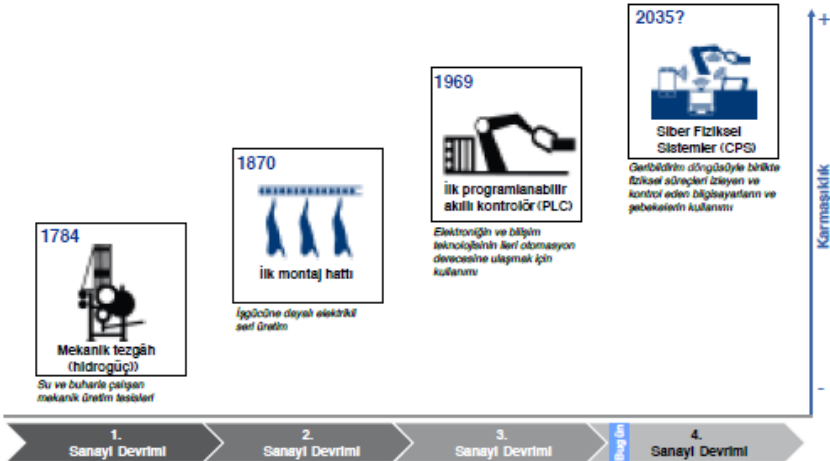 1784
Mekanik tezgâh
(hidrogüç))
Su ve buharla çalışan
mekanik üretim tesisleri
1870
İlk montaj hattı
İşgücüne dayalı elektrikli
seri üretim
1969
İlk programlanabilir
akıllı kontrolör (PLC)
Elektroniğin ve bilişim
teknolojisinin ileri otomasyon
derecesine ulaşmak için
kullanımı
2035?
Siber Fiziksel
Sistemler (CPS)
Geribildirim döngüsüyle birlikte
fiziksel süreçleri izleyen ve
kontrol eden bilgisayarların ve
şebekelerin kullanımı
+
Karmaşıklık
-
1.
Sanayi Devrimi
2.
Sanayi Devrimi
3.
Sanayi Devrimi
Bugün
4.
Sanayi Devrimi